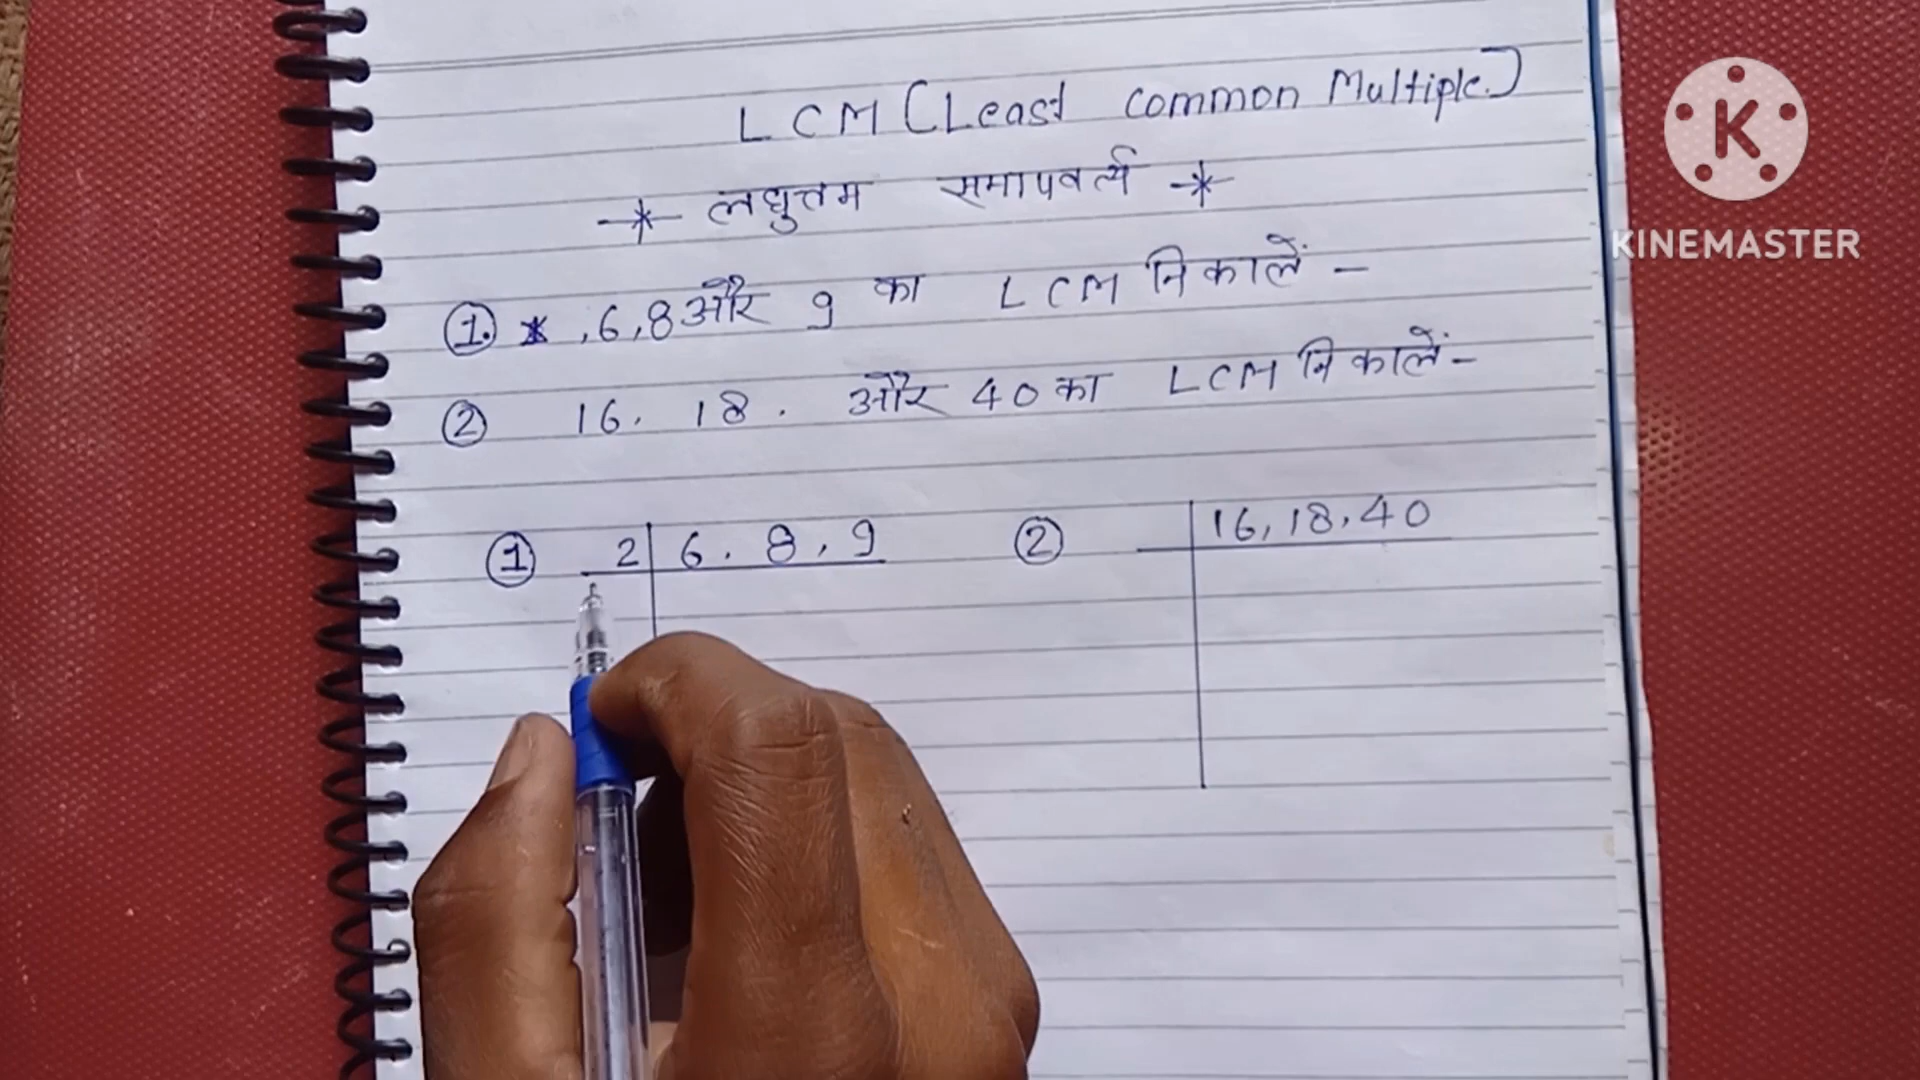 LCM (Least common Multiple)
लघुत्तम समापवर्त्य
1. , 6, 8 और 9 का LCM निकालें -
2 16, 18. और 40 का LCM निकालें -
1 2 6, 8, 9
2 16, 18, 40
K
KINEMASTER